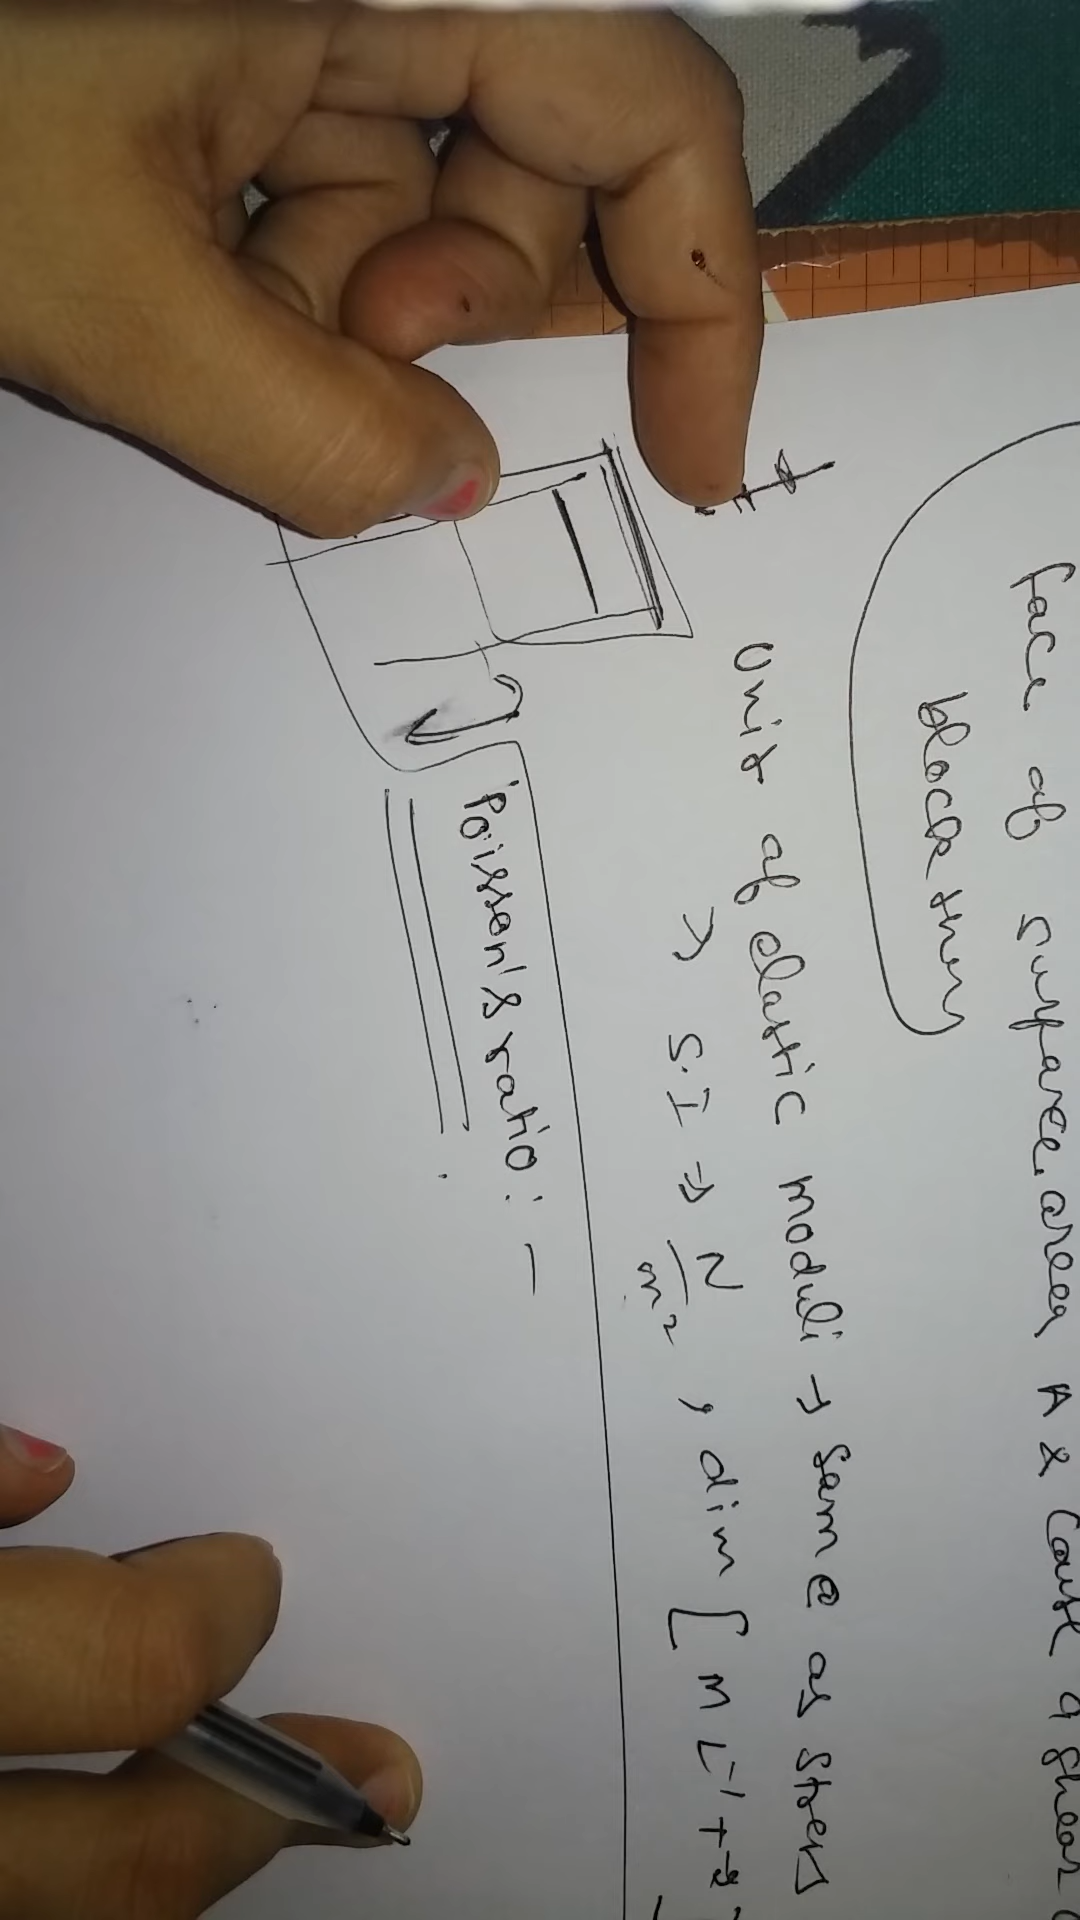 Face of surface area A & cause a shear
block then
Unit of elastic moduli → same as stress
→ S.I → N/m², dim [M L⁻¹ T⁻²]
Poisson's ratio : —